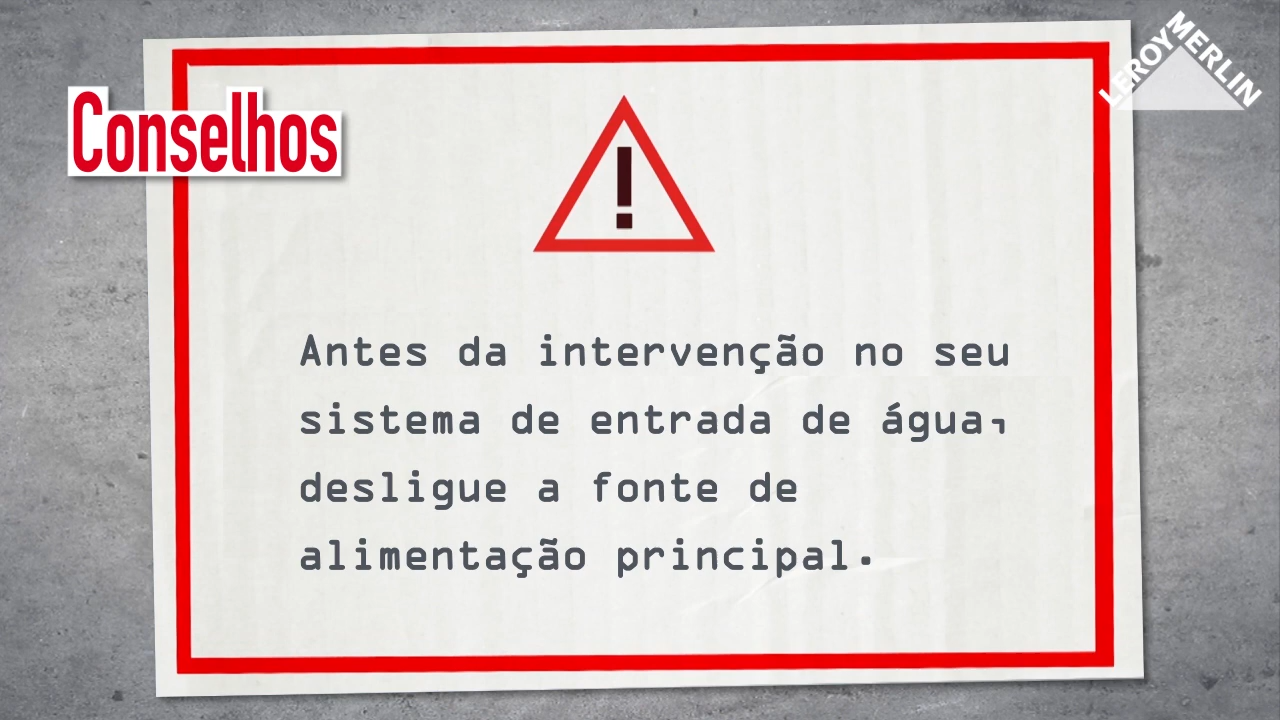 LEROY MERLIN
Conselhos
!
Antes da intervenção no seu
sistema de entrada de água,
desligue a fonte de
alimentação principal.